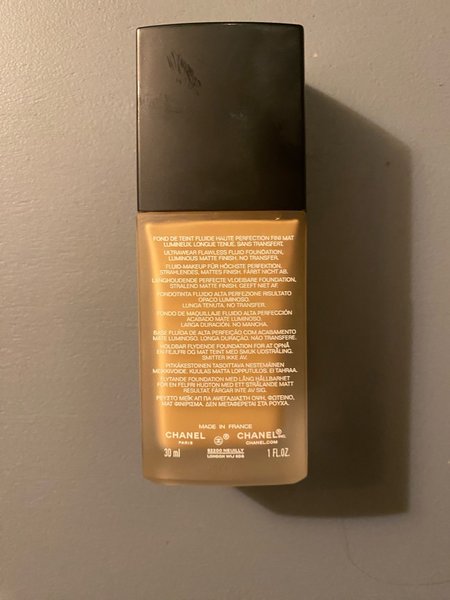 FOND DE TEINT FLUIDE HAUTE PERFECTION FINI MAT
LUMINEUX. LONGUE TENUE. SANS TRANSFERT.
ULTRAWEAR FLAWLESS FLUID FOUNDATION,
LUMINOUS MATTE FINISH. NO TRANSFER.
FLUID-MAKEUP FÜR HÖCHSTE PERFEKTION.
STRAHLENDES, MATTES FINISH. FÄRBT NICHT AB.
LANGHOUDENDE PERFECTE VLOEIBARE FOUNDATION.
STRALEND MATTE FINISH. GEEFT NIET AF
FONDOTINTA FLUIDO ALTA PERFEZIONE RISULTATO
OPACO LUMINOSO.
LUNGA TENUTA. NO TRANSFER.
FONDO DE MAQUILLAJE FLUIDO ALTA PERFECCIÓN
ACABADO MATE LUMINOSO.
LARGA DURACIÓN. NO MANCHA.
BASE FLUIDA DE ALTA PERFEIÇÃO COM ACABAMENTO
MATE LUMINOSO. LONGA DURAÇÃO. NÃO TRANSFERE.
HOLDBAR FLYDENDE FOUNDATION FOR AT OPNÅ
EN FEJLFRI OG MAT TEINT MED SMUK UDSTRÅLING.
SMITTER IKKE AV.
PITKÄKESTOINEN TASOITTAVA NESTEMÄINEN
MEIKKIVOIDE. KUULAS MATTA LOPPUTULOS. EI TAHRAA.
FLYTANDE FOUNDATION MED LÅNG HÅLLBARHET
FÖR EN FELFRI HUDTON MED ETT STRÅLANDE MATT
RESULTAT. FÄRGAR INTE AV SIG.
ΡΕΥΣΤΟ ΜΕΪΚ ΑΠ ΓΙΑ ΑΨΕΓΑΔΙΑΣΤΗ ΟΨΗ, ΦΩΤΕΙΝΟ,
ΜΑΤ ΦΙΝΙΡΙΣΜΑ. ΔΕΝ ΜΕΤΑΦΕΡΕΤΑΙ ΣΤΑ ΡΟΥΧΑ.
MADE IN FRANCE
CHANEL ® CHANEL® INC.
PARIS CHANEL.COM
30 ml 92200 NEUILLY 1 FL.OZ.
LONDON W1J 6DG